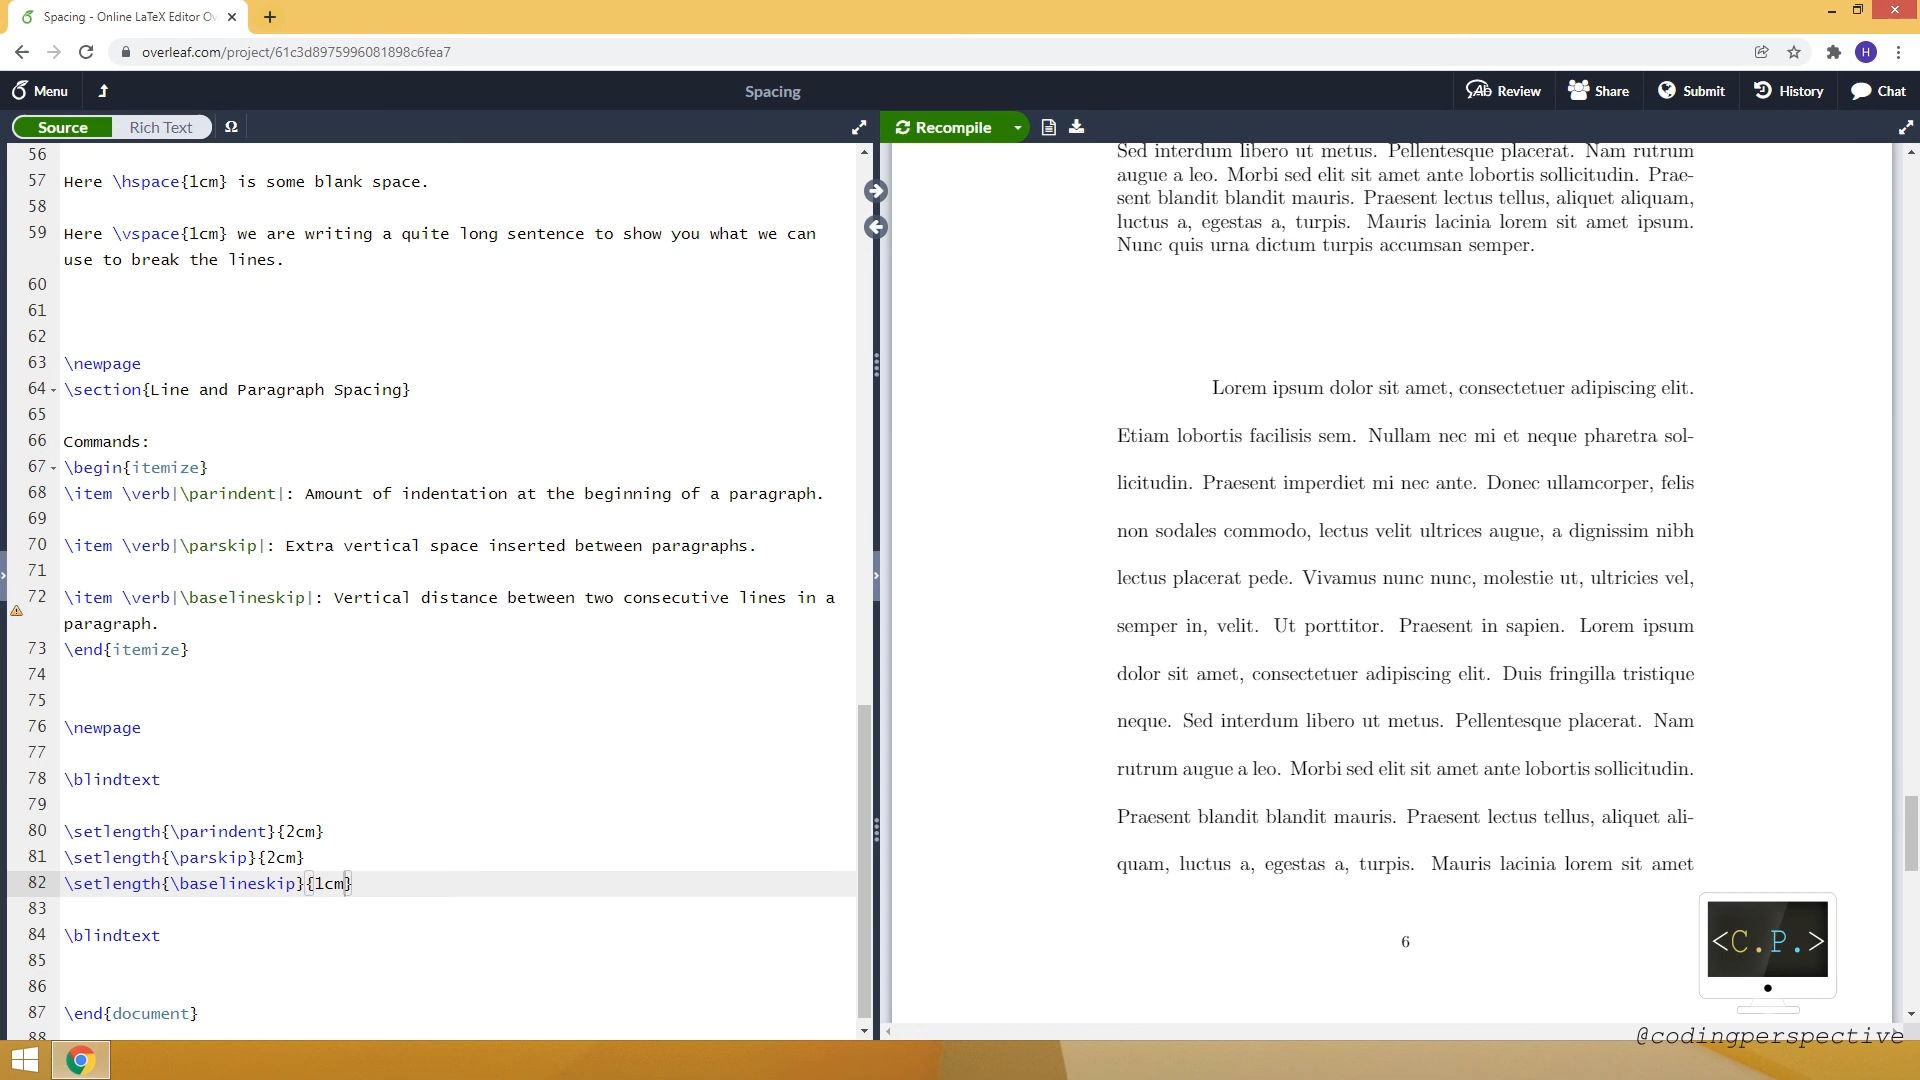 Spacing - Online LaTeX Editor Ov
overleaf.com/project/61c3d8975996081898c6fea7
H
Menu
Spacing
Review
Share
Submit
History
Chat
Source
Rich Text
Ω
Recompile
56
57 Here \hspace{1cm} is some blank space.
58
59 Here \vspace{1cm} we are writing a quite long sentence to show you what we can
use to break the lines.
60
61
62
63 \newpage
64 \section{Line and Paragraph Spacing}
65
66 Commands:
67 \begin{itemize}
68 \item \verb|\parindent|: Amount of indentation at the beginning of a paragraph.
69
70 \item \verb|\parskip|: Extra vertical space inserted between paragraphs.
71
72 \item \verb|\baselineskip|: Vertical distance between two consecutive lines in a
paragraph.
73 \end{itemize}
74
75
76 \newpage
77
78 \blindtext
79
80 \setlength{\parindent}{2cm}
81 \setlength{\parskip}{2cm}
82 \setlength{\baselineskip}{1cm}
83
84 \blindtext
85
86
87 \end{document}
88
Sed interdum libero ut metus. Pellentesque placerat. Nam rutrum
augue a leo. Morbi sed elit sit amet ante lobortis sollicitudin. Prae-
sent blandit blandit mauris. Praesent lectus tellus, aliquet aliquam,
luctus a, egestas a, turpis. Mauris lacinia lorem sit amet ipsum.
Nunc quis urna dictum turpis accumsan semper.
Lorem ipsum dolor sit amet, consectetuer adipiscing elit.
Etiam lobortis facilisis sem. Nullam nec mi et neque pharetra sol-
licitudin. Praesent imperdiet mi nec ante. Donec ullamcorper, felis
non sodales commodo, lectus velit ultrices augue, a dignissim nibh
lectus placerat pede. Vivamus nunc nunc, molestie ut, ultricies vel,
semper in, velit. Ut porttitor. Praesent in sapien. Lorem ipsum
dolor sit amet, consectetuer adipiscing elit. Duis fringilla tristique
neque. Sed interdum libero ut metus. Pellentesque placerat. Nam
rutrum augue a leo. Morbi sed elit sit amet ante lobortis sollicitudin.
Praesent blandit blandit mauris. Praesent lectus tellus, aliquet ali-
quam, luctus a, egestas a, turpis. Mauris lacinia lorem sit amet
6
<C.P.>
@codingperspective